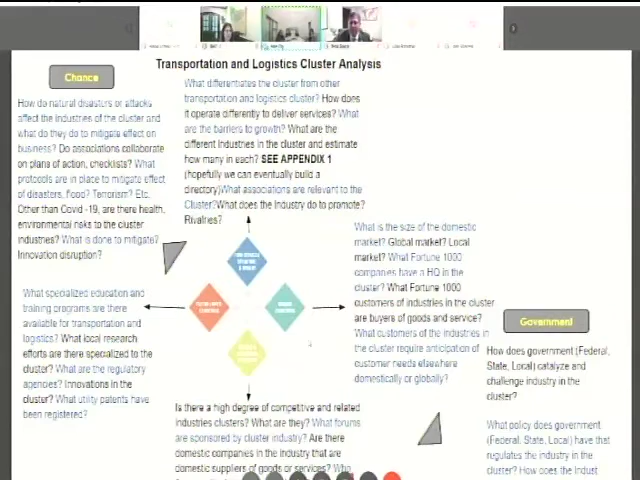 Transportation and Logistics Cluster Analysis
Chance
How do natural disasters or attacks
affect the industries of the cluster and
what do they do to mitigate effect on
business? Do associations collaborate
on plans of action, checklists? What
protocols are in place to mitigate effect
of disasters, flood? Terrorism? Etc.
Other than Covid -19, are there health,
environmental risks to the cluster
industries? What is done to mitigate?
Innovation disruption?
What differentiates the cluster from other
transportation and logistics cluster? How does
it operate differently to deliver services? What
are the barriers to growth? What are the
different Industries in the cluster and estimate
how many in each? SEE APPENDIX 1
(hopefully we can eventually build a
directory)What associations are relevant to the
Cluster?What does the Industry do to promote?
Rivalries?
What is the size of the domestic
market? Global market? Local
market? What Fortune 1000
companies have a HQ in the
cluster? What Fortune 1000
customers of industries in the cluster
are buyers of goods and service?
What customers of the industries in
the cluster require anticipation of
customer needs elsewhere
domestically or globally?
What specialized education and
training programs are there
available for transportation and
logistics? What local research
efforts are there specialized to the
cluster? What are the regulatory
agencies? Innovations in the
cluster? What utility patents have
been registered?
Government
How does government (Federal,
State, Local) catalyze and
challenge industry in the
cluster?
What policy does government
(Federal, State, Local) have that
regulates the industry in the
cluster? How does the Indust
Is there a high degree of competitive and related
industries clusters? What are they? What forums
are sponsored by cluster industry? Are there
domestic companies in the industry that are
domestic suppliers of goods or services? Who